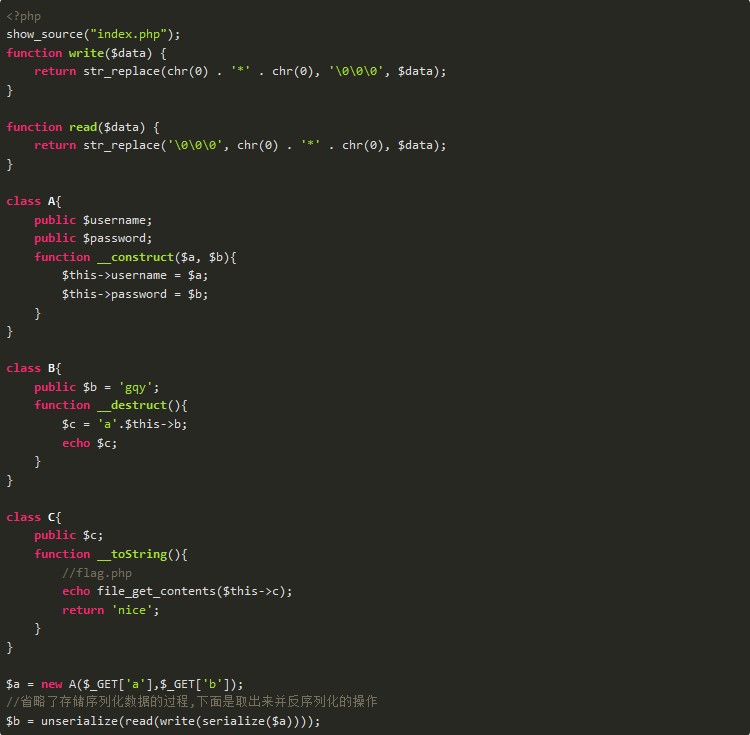 <?php
show_source("index.php");
function write($data) {
    return str_replace(chr(0) . '*' . chr(0), '\0\0\0', $data);
}

function read($data) {
    return str_replace('\0\0\0', chr(0) . '*' . chr(0), $data);
}

class A{
    public $username;
    public $password;
    function __construct($a, $b){
        $this->username = $a;
        $this->password = $b;
    }
}

class B{
    public $b = 'gqy';
    function __destruct(){
        $c = 'a'.$this->b;
        echo $c;
    }
}

class C{
    public $c;
    function __toString(){
        //flag.php
        echo file_get_contents($this->c);
        return 'nice';
    }
}

$a = new A($_GET['a'],$_GET['b']);
//省略了存储序列化数据的过程,下面是取出来并反序列化的操作
$b = unserialize(read(write(serialize($a))));